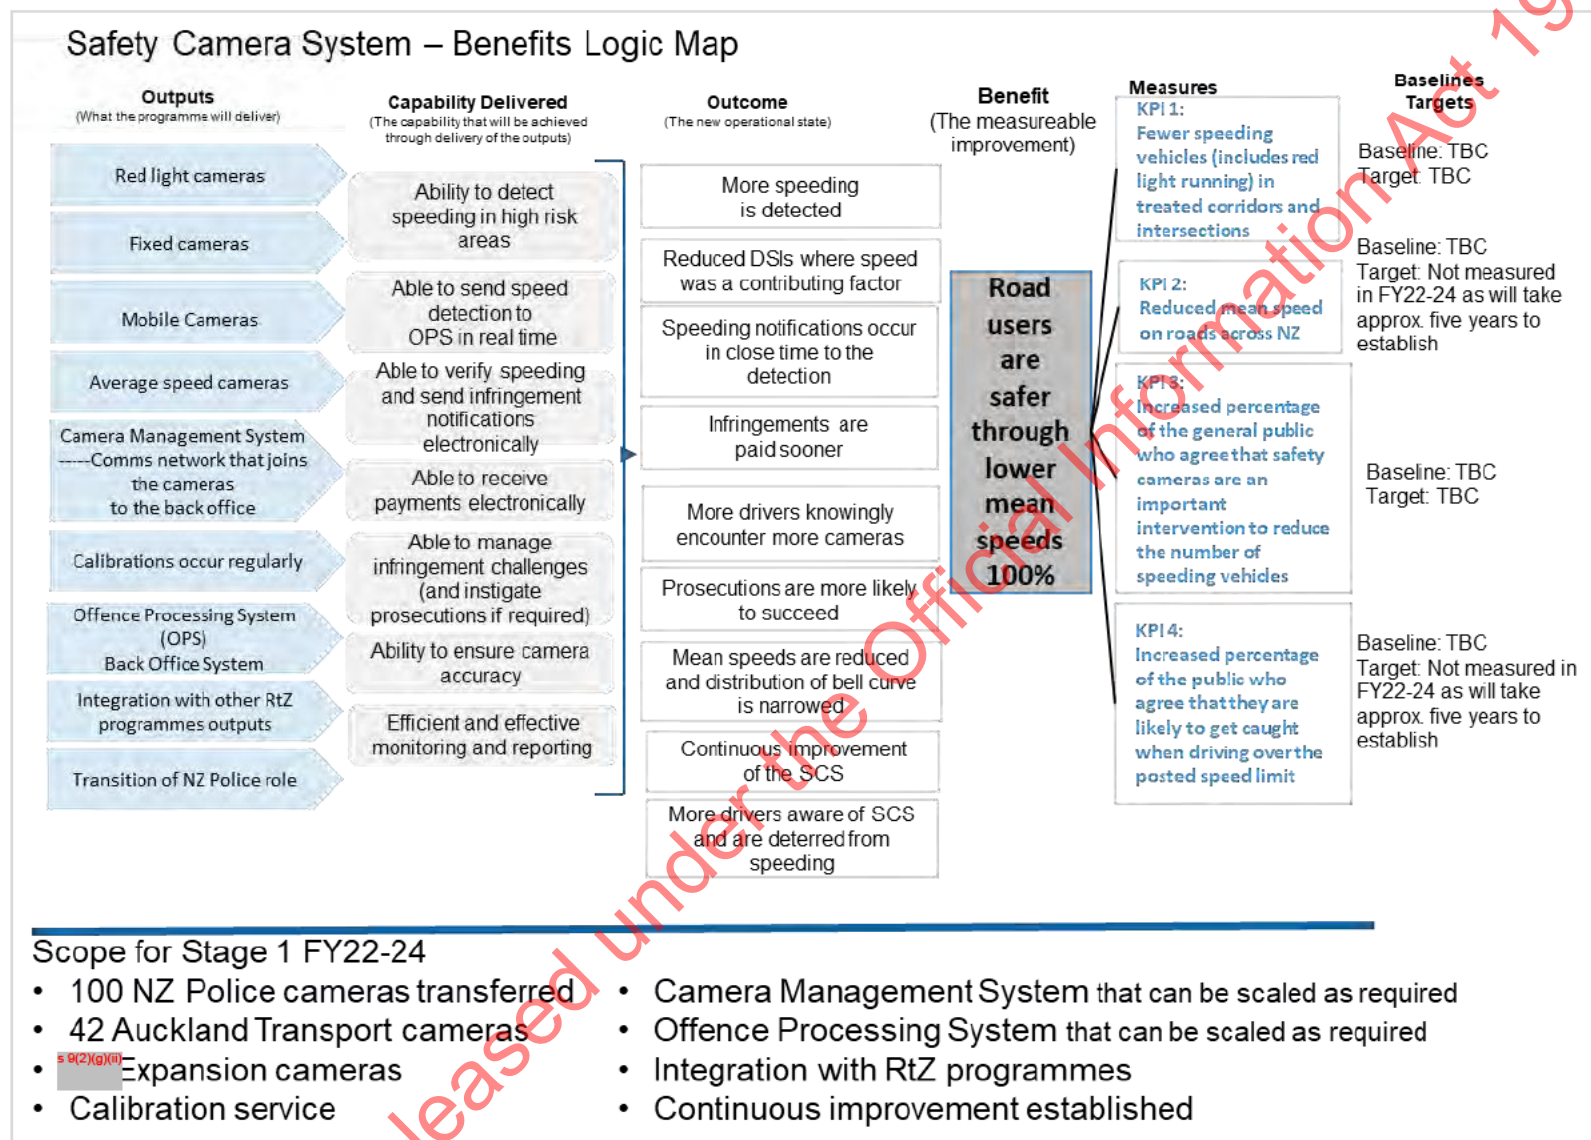 Safety Camera System – Benefits Logic Map
Outputs
(What the programme will deliver)
Red light cameras
Fixed cameras
Mobile Cameras
Average speed cameras
Camera Management System
-----Comms network that joins
the cameras
to the back office
Calibrations occur regularly
Offence Processing System
(OPS)
Back Office System
Integration with other RtZ
programmes outputs
Transition of NZ Police role
Capability Delivered
(The capability that will be achieved
through delivery of the outputs)
Ability to detect
speeding in high risk
areas
Able to send speed
detection to
OPS in real time
Able to verify speeding
and send infringement
notifications
electronically
Able to receive
payments electronically
Able to manage
infringement challenges
(and instigate
prosecutions if required)
Ability to ensure camera
accuracy
Efficient and effective
monitoring and reporting
Outcome
(The new operational state)
More speeding
is detected
Reduced DSIs where speed
was a contributing factor
Speeding notifications occur
in close time to the
detection
Infringements are
paid sooner
More drivers knowingly
encounter more cameras
Prosecutions are more likely
to succeed
Mean speeds are reduced
and distribution of bell curve
is narrowed
Continuous improvement
of the SCS
More drivers aware of SCS
and are deterred from
speeding
Benefit
(The measureable
improvement)
Road
users
are
safer
through
lower
mean
speeds
100%
Measures
KPI 1:
Fewer speeding
vehicles (includes red
light running) in
treated corridors and
intersections
KPI 2:
Reduced mean speed
on roads across NZ
KPI 3:
Increased percentage
of the general public
who agree that safety
cameras are an
important
intervention to reduce
the number of
speeding vehicles
KPI 4:
Increased percentage
of the public who
agree that they are
likely to get caught
when driving over the
posted speed limit
Baselines
Targets
Baseline: TBC
Target: TBC
Baseline: TBC
Target: Not measured
in FY22-24 as will take
approx. five years to
establish
Baseline: TBC
Target: TBC
Baseline: TBC
Target: Not measured in
FY22-24 as will take
approx. five years to
establish
Scope for Stage 1 FY22-24
• 100 NZ Police cameras transferred
• 42 Auckland Transport cameras
• s 9(2)(g)(ii) Expansion cameras
• Calibration service
• Camera Management System that can be scaled as required
• Offence Processing System that can be scaled as required
• Integration with RtZ programmes
• Continuous improvement established
leased under the Official Information Act 19